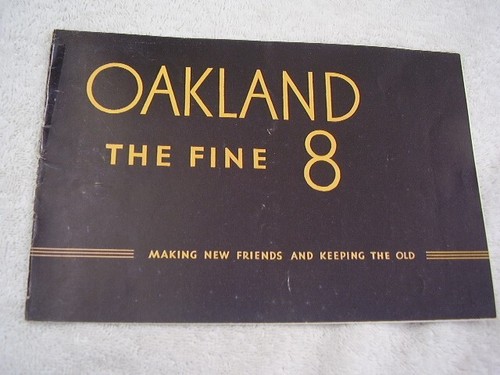 OAKLAND
THE FINE 8
MAKING NEW FRIENDS AND KEEPING THE OLD